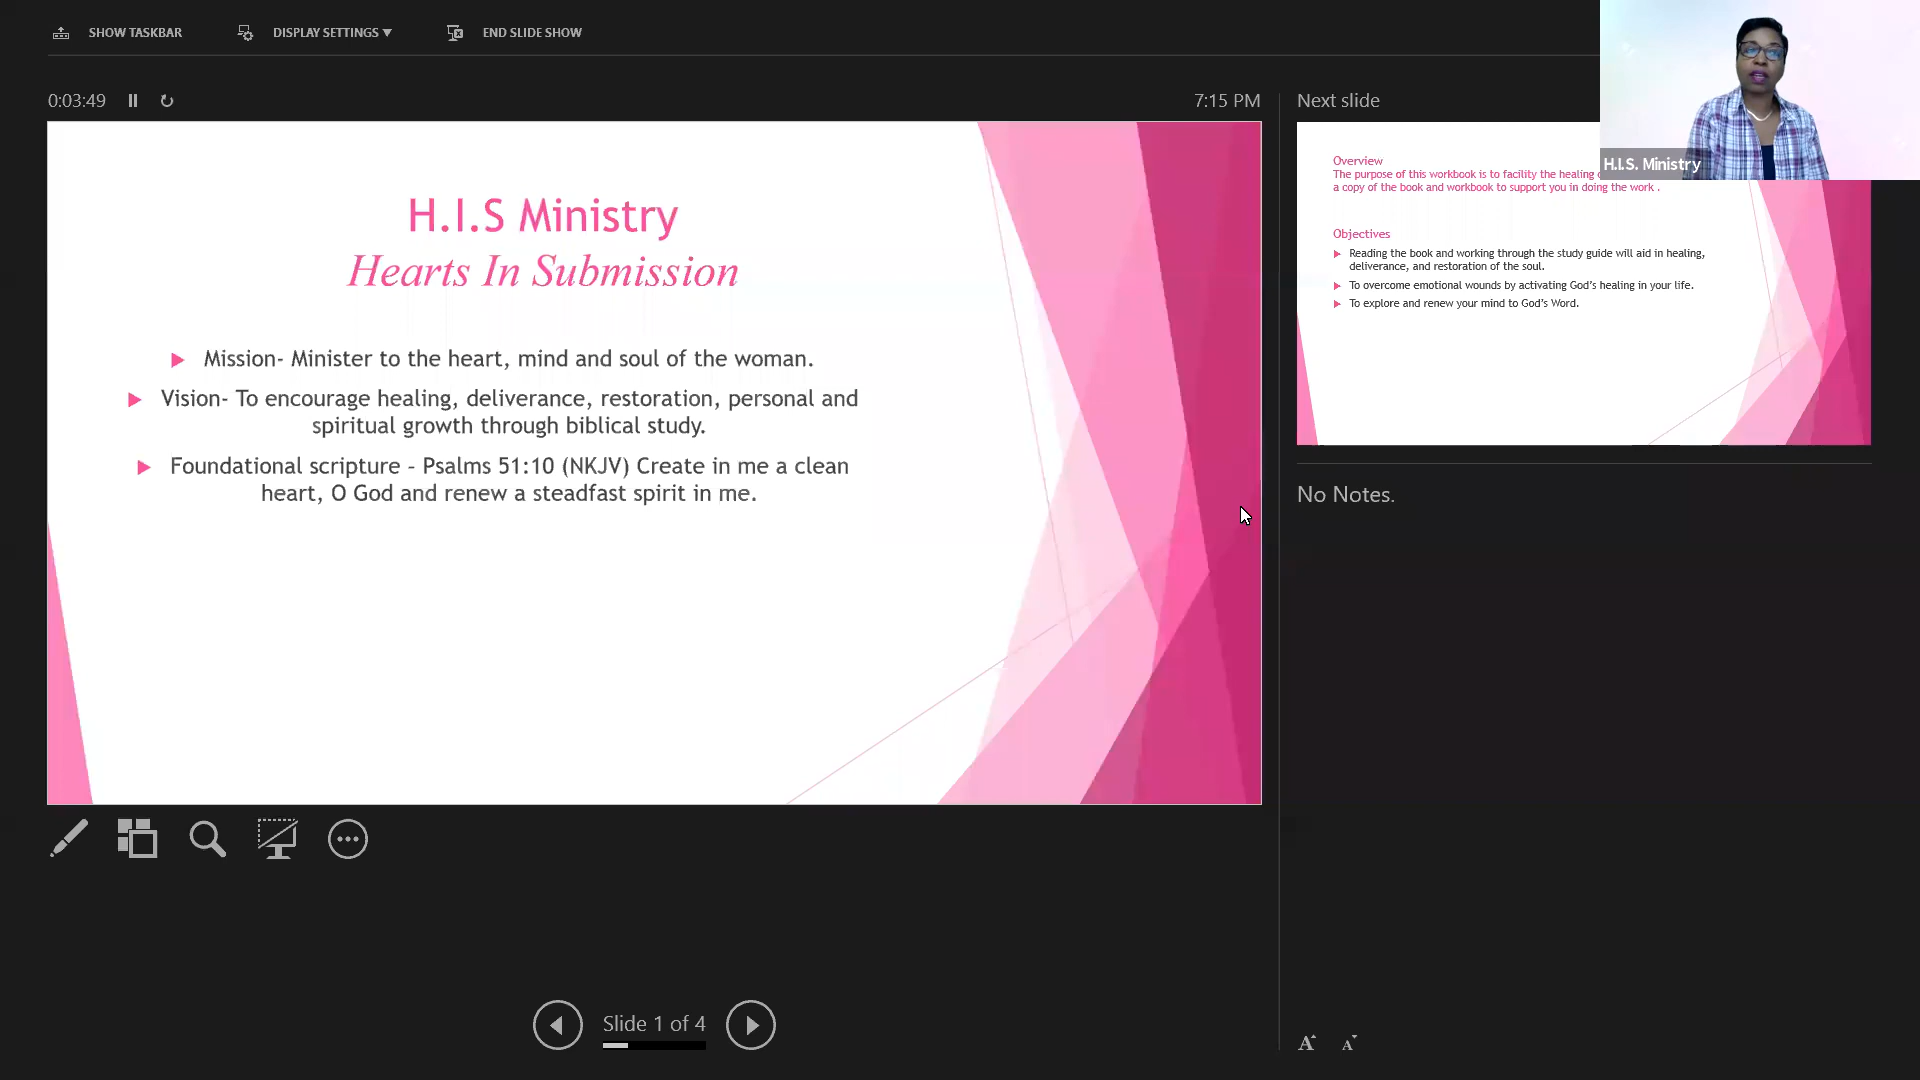 SHOW TASKBAR
DISPLAY SETTINGS ▼
END SLIDE SHOW
0:03:49
7:15 PM
H.I.S Ministry
Hearts In Submission
Mission- Minister to the heart, mind and soul of the woman.
Vision- To encourage healing, deliverance, restoration, personal and
spiritual growth through biblical study.
Foundational scripture – Psalms 51:10 (NKJV) Create in me a clean
heart, O God and renew a steadfast spirit in me.
Slide 1 of 4
Next slide
H.I.S. Ministry
Overview
The purpose of this workbook is to facility the healing
a copy of the book and workbook to support you in doing the work .
Objectives
Reading the book and working through the study guide will aid in healing,
deliverance, and restoration of the soul.
To overcome emotional wounds by activating God's healing in your life.
To explore and renew your mind to God's Word.
No Notes.
A A